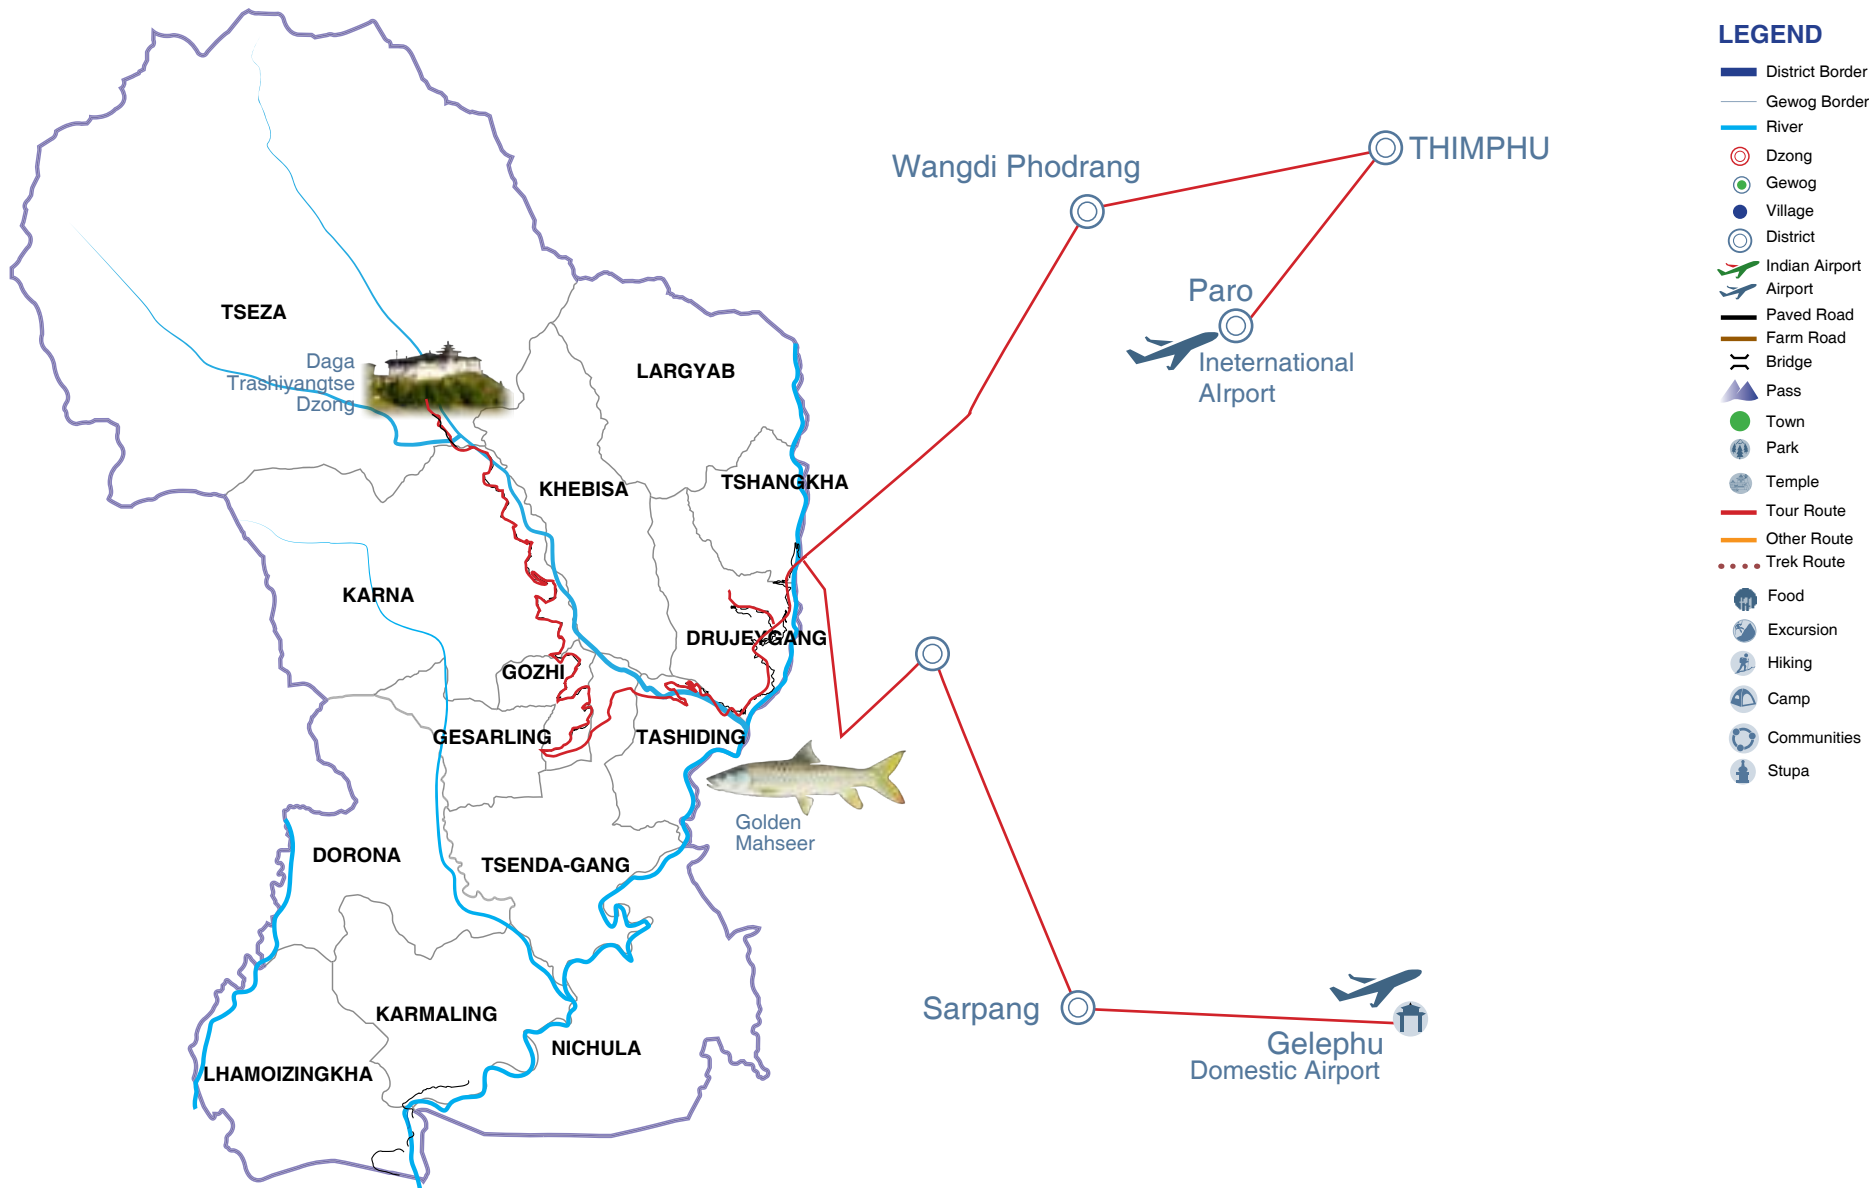 LEGEND
District Border
Gewog Border
River
Dzong
Gewog
Village
District
Indian Airport
Airport
Paved Road
Farm Road
Bridge
Pass
Town
Park
Temple
Tour Route
Other Route
Trek Route
Food
Excursion
Hiking
Camp
Communities
Stupa
THIMPHU
Wangdi Phodrang
Paro
Ineternational
AIrport
TSEZA
Daga
Trashiyangtse
Dzong
LARGYAB
KHEBISA
TSHANGKHA
KARNA
DRUJEYGANG
GOZHI
GESARLING
TASHIDING
Golden
Mahseer
DORONA
TSENDA-GANG
KARMALING
NICHULA
LHAMOIZINGKHA
Sarpang
Gelephu
Domestic Airport